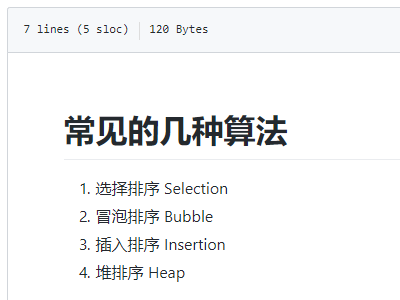 7 lines (5 sloc) 120 Bytes
常见的几种算法
1. 选择排序 Selection
2. 冒泡排序 Bubble
3. 插入排序 Insertion
4. 堆排序 Heap